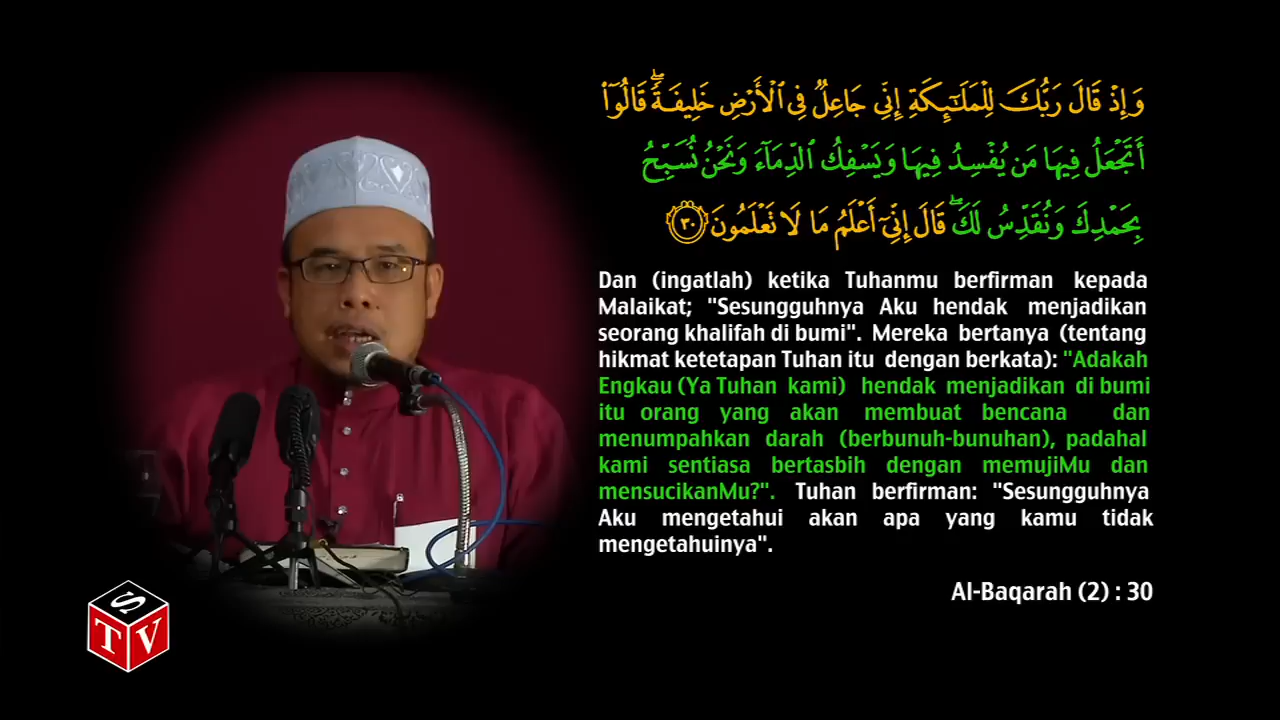 وَإِذْ قَالَ رَبُّكَ لِلْمَلَٰٓئِكَةِ إِنِّى جَاعِلٌ فِى ٱلْأَرْضِ خَلِيفَةً ۖ قَالُوٓا۟
أَتَجْعَلُ فِيهَا مَن يُفْسِدُ فِيهَا وَيَسْفِكُ ٱلدِّمَآءَ وَنَحْنُ نُسَبِّحُ
بِحَمْدِكَ وَنُقَدِّسُ لَكَ ۖ قَالَ إِنِّىٓ أَعْلَمُ مَا لَا تَعْلَمُونَ ٣٠
Dan (ingatlah) ketika Tuhanmu berfirman kepada
Malaikat; "Sesungguhnya Aku hendak menjadikan
seorang khalifah di bumi". Mereka bertanya (tentang
hikmat ketetapan Tuhan itu dengan berkata): "Adakah
Engkau (Ya Tuhan kami) hendak menjadikan di bumi
itu orang yang akan membuat bencana dan
menumpahkan darah (berbunuh-bunuhan), padahal
kami sentiasa bertasbih dengan memujiMu dan
mensucikanMu?". Tuhan berfirman: "Sesungguhnya
Aku mengetahui akan apa yang kamu tidak
mengetahuinya".
Al-Baqarah (2) : 30
S
T V